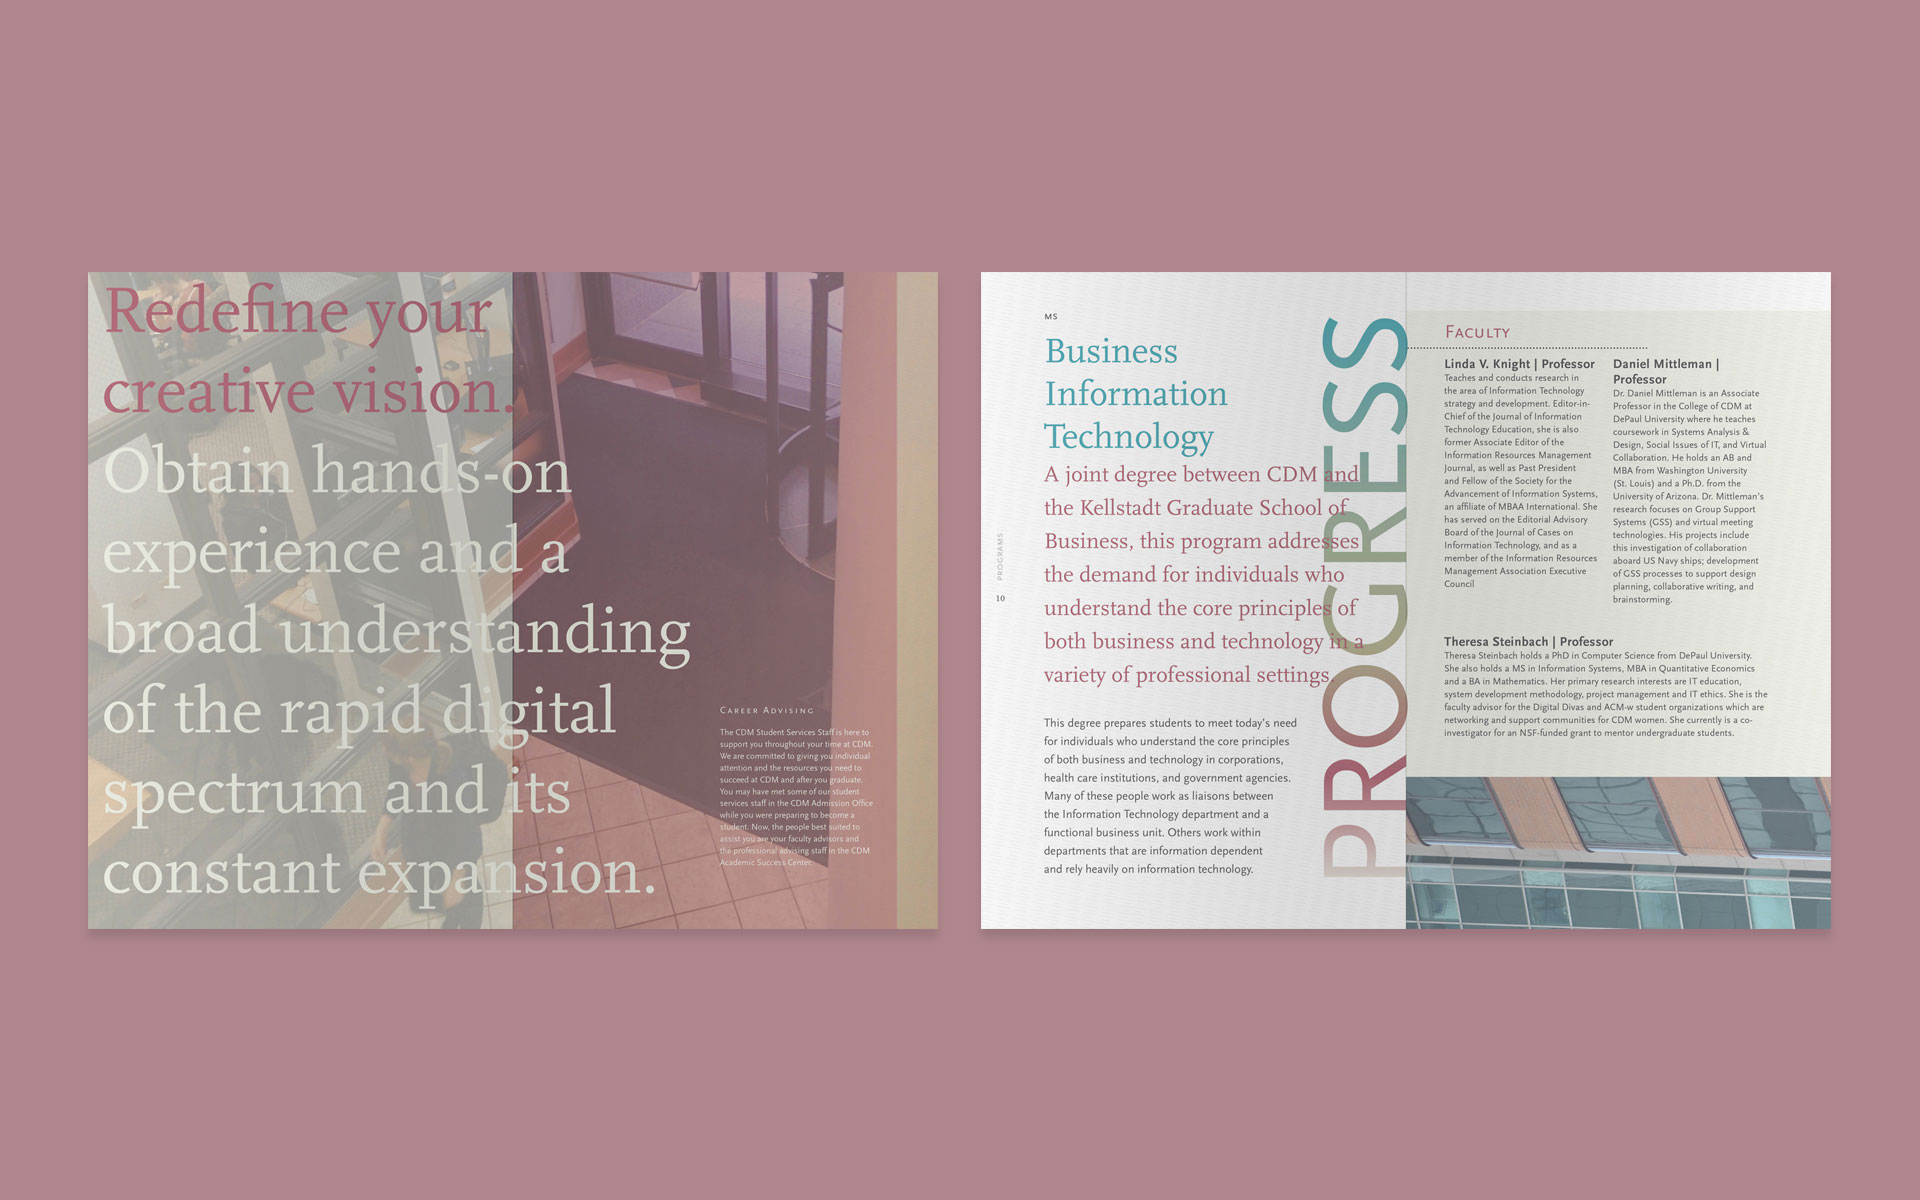 Redefine your
creative vision.
Obtain hands-on
experience and a
broad understanding
of the rapid digital
spectrum and its
constant expansion.
Career Advising
The CDM Student Services Staff is here to
support you throughout your time at CDM.
We are committed to giving you individual
attention and the resources you need to
succeed at CDM and after you graduate.
You may have met some of our student
services staff in the CDM Admission Office
while you were preparing to become a
student. Now, the people best suited to
assist you are your faculty advisors and
the professional advising staff in the CDM
Academic Success Center.
PROGRAMS
10
MS
Business
Information
Technology
A joint degree between CDM and
the Kellstadt Graduate School of
Business, this program addresses
the demand for individuals who
understand the core principles of
both business and technology in a
variety of professional settings.
This degree prepares students to meet today's need
for individuals who understand the core principles
of both business and technology in corporations,
health care institutions, and government agencies.
Many of these people work as liaisons between
the Information Technology department and a
functional business unit. Others work within
departments that are information dependent
and rely heavily on information technology.
PROGRESS
Faculty
Linda V. Knight | Professor
Teaches and conducts research in
the area of Information Technology
strategy and development. Editor-in-
Chief of the Journal of Information
Technology Education, she is also
former Associate Editor of the
Information Resources Management
Journal, as well as Past President
and Fellow of the Society for the
Advancement of Information Systems,
an affiliate of MBAA International. She
has served on the Editorial Advisory
Board of the Journal of Cases on
Information Technology, and as a
member of the Information Resources
Management Association Executive
Council
Daniel Mittleman |
Professor
Dr. Daniel Mittleman is an Associate
Professor in the College of CDM at
DePaul University where he teaches
coursework in Systems Analysis &
Design, Social Issues of IT, and Virtual
Collaboration. He holds an AB and
MBA from Washington University
(St. Louis) and a Ph.D. from the
University of Arizona. Dr. Mittleman's
research focuses on Group Support
Systems (GSS) and virtual meeting
technologies. His projects include
this investigation of collaboration
aboard US Navy ships; development
of GSS processes to support design
planning, collaborative writing, and
brainstorming.
Theresa Steinbach | Professor
Theresa Steinbach holds a PhD in Computer Science from DePaul University.
She also holds a MS in Information Systems, MBA in Quantitative Economics
and a BA in Mathematics. Her primary research interests are IT education,
system development methodology, project management and IT ethics. She is the
faculty advisor for the Digital Divas and ACM-w student organizations which are
networking and support communities for CDM women. She currently is a co-
investigator for an NSF-funded grant to mentor undergraduate students.